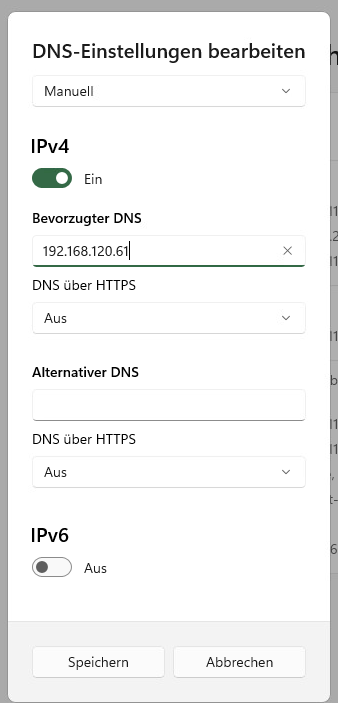 DNS-Einstellungen bearbeiten
Manuell
IPv4
Ein
Bevorzugter DNS
192.168.120.61
DNS über HTTPS
Aus
Alternativer DNS
DNS über HTTPS
Aus
IPv6
Aus
Speichern
Abbrechen